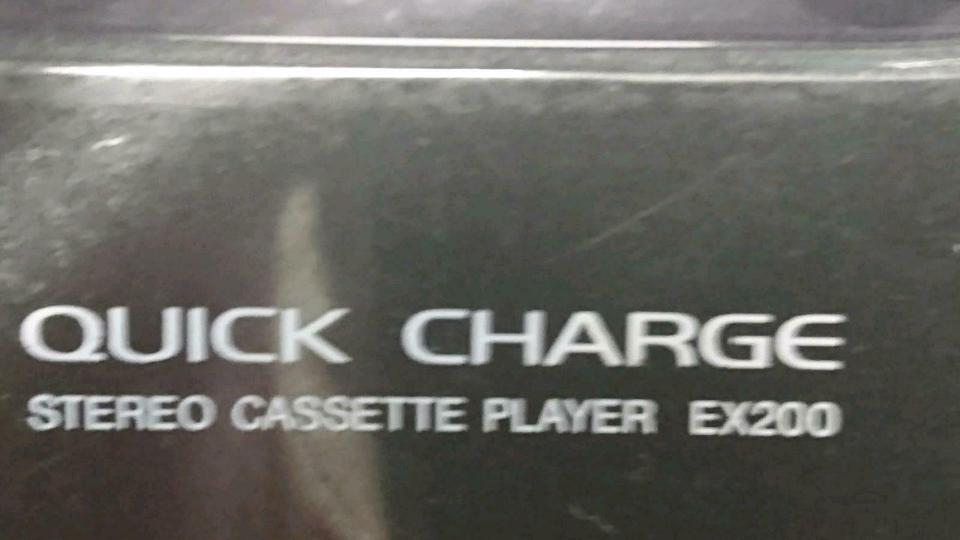 QUICK CHARGE
STEREO CASSETTE PLAYER EX200